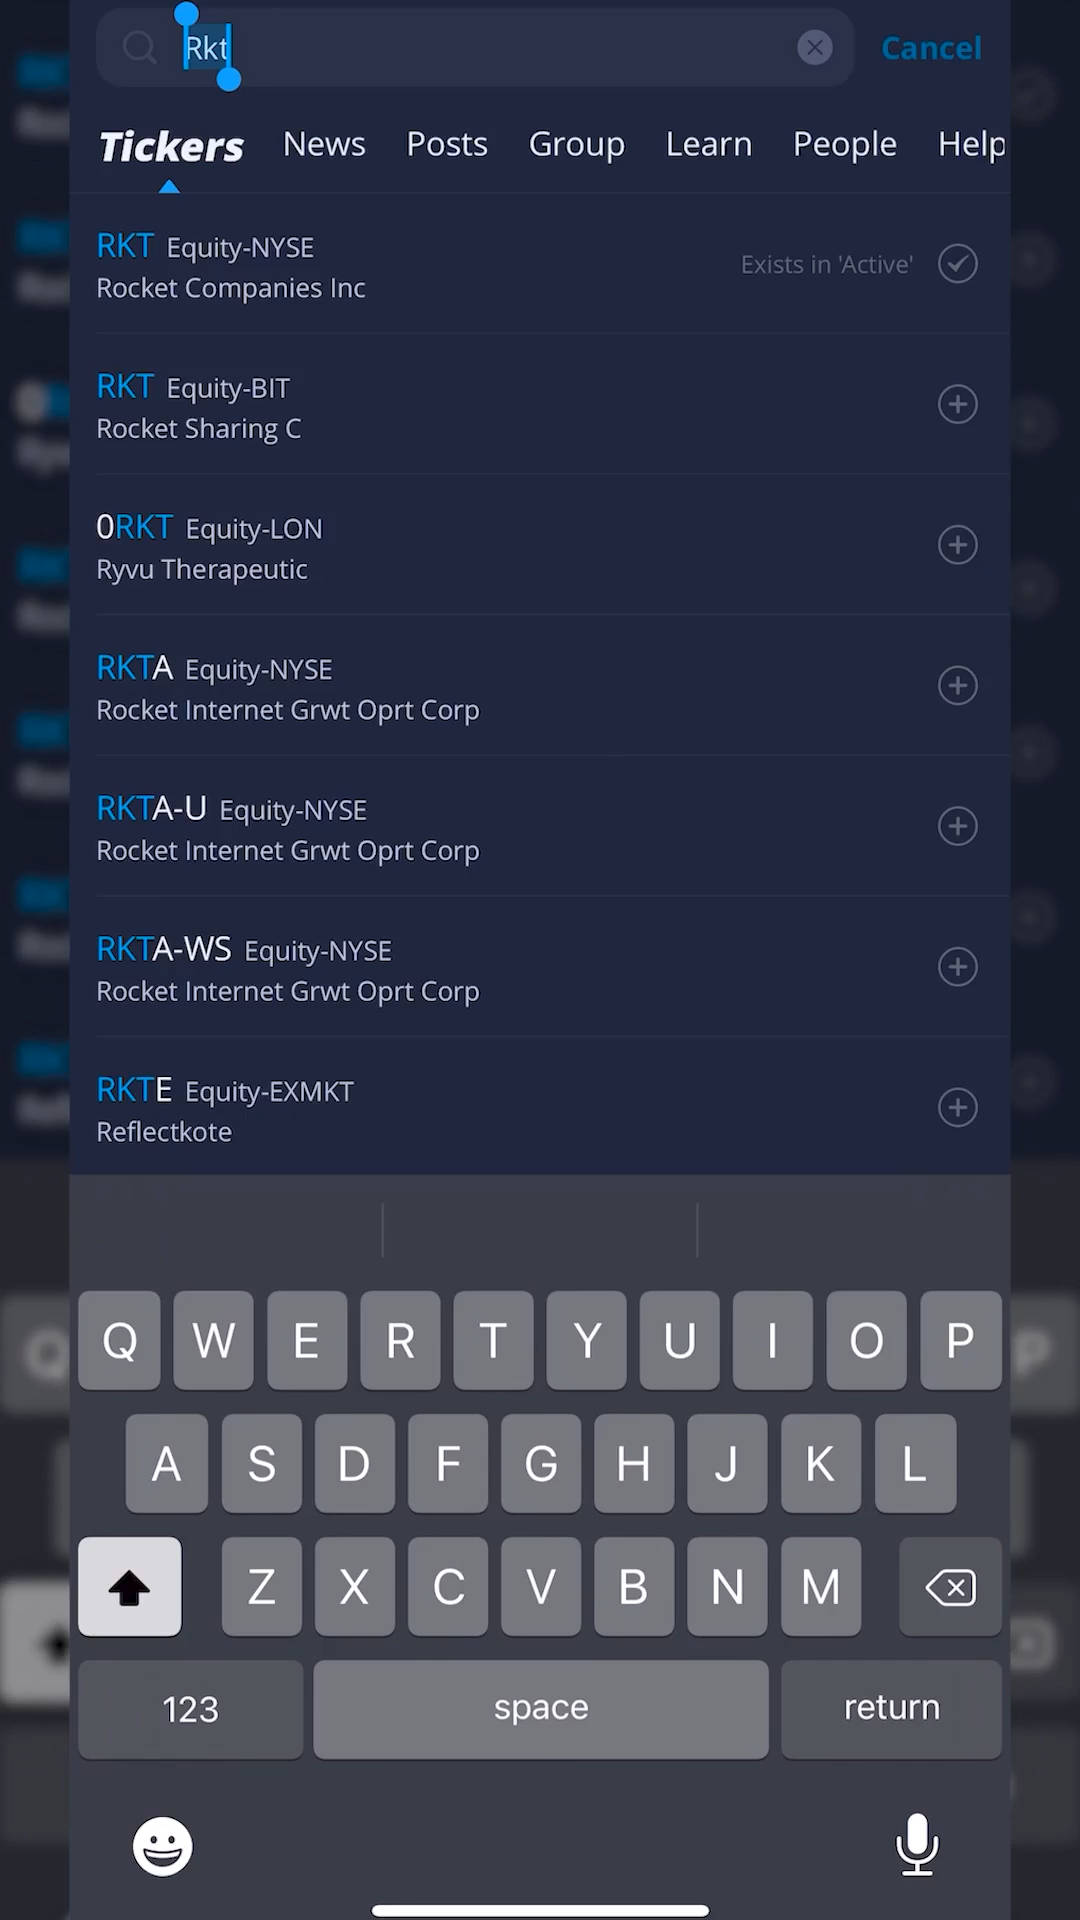 Rkt
Cancel
Tickers News Posts Group Learn People Help
RKT Equity-NYSE
Rocket Companies Inc
Exists in 'Active'
RKT Equity-BIT
Rocket Sharing C
0RKT Equity-LON
Ryvu Therapeutic
RKTA Equity-NYSE
Rocket Internet Grwt Oprt Corp
RKTA-U Equity-NYSE
Rocket Internet Grwt Oprt Corp
RKTA-WS Equity-NYSE
Rocket Internet Grwt Oprt Corp
RKTE Equity-EXMKT
Reflectkote
Q W E R T Y U I O P
A S D F G H J K L
Z X C V B N M
123 space return